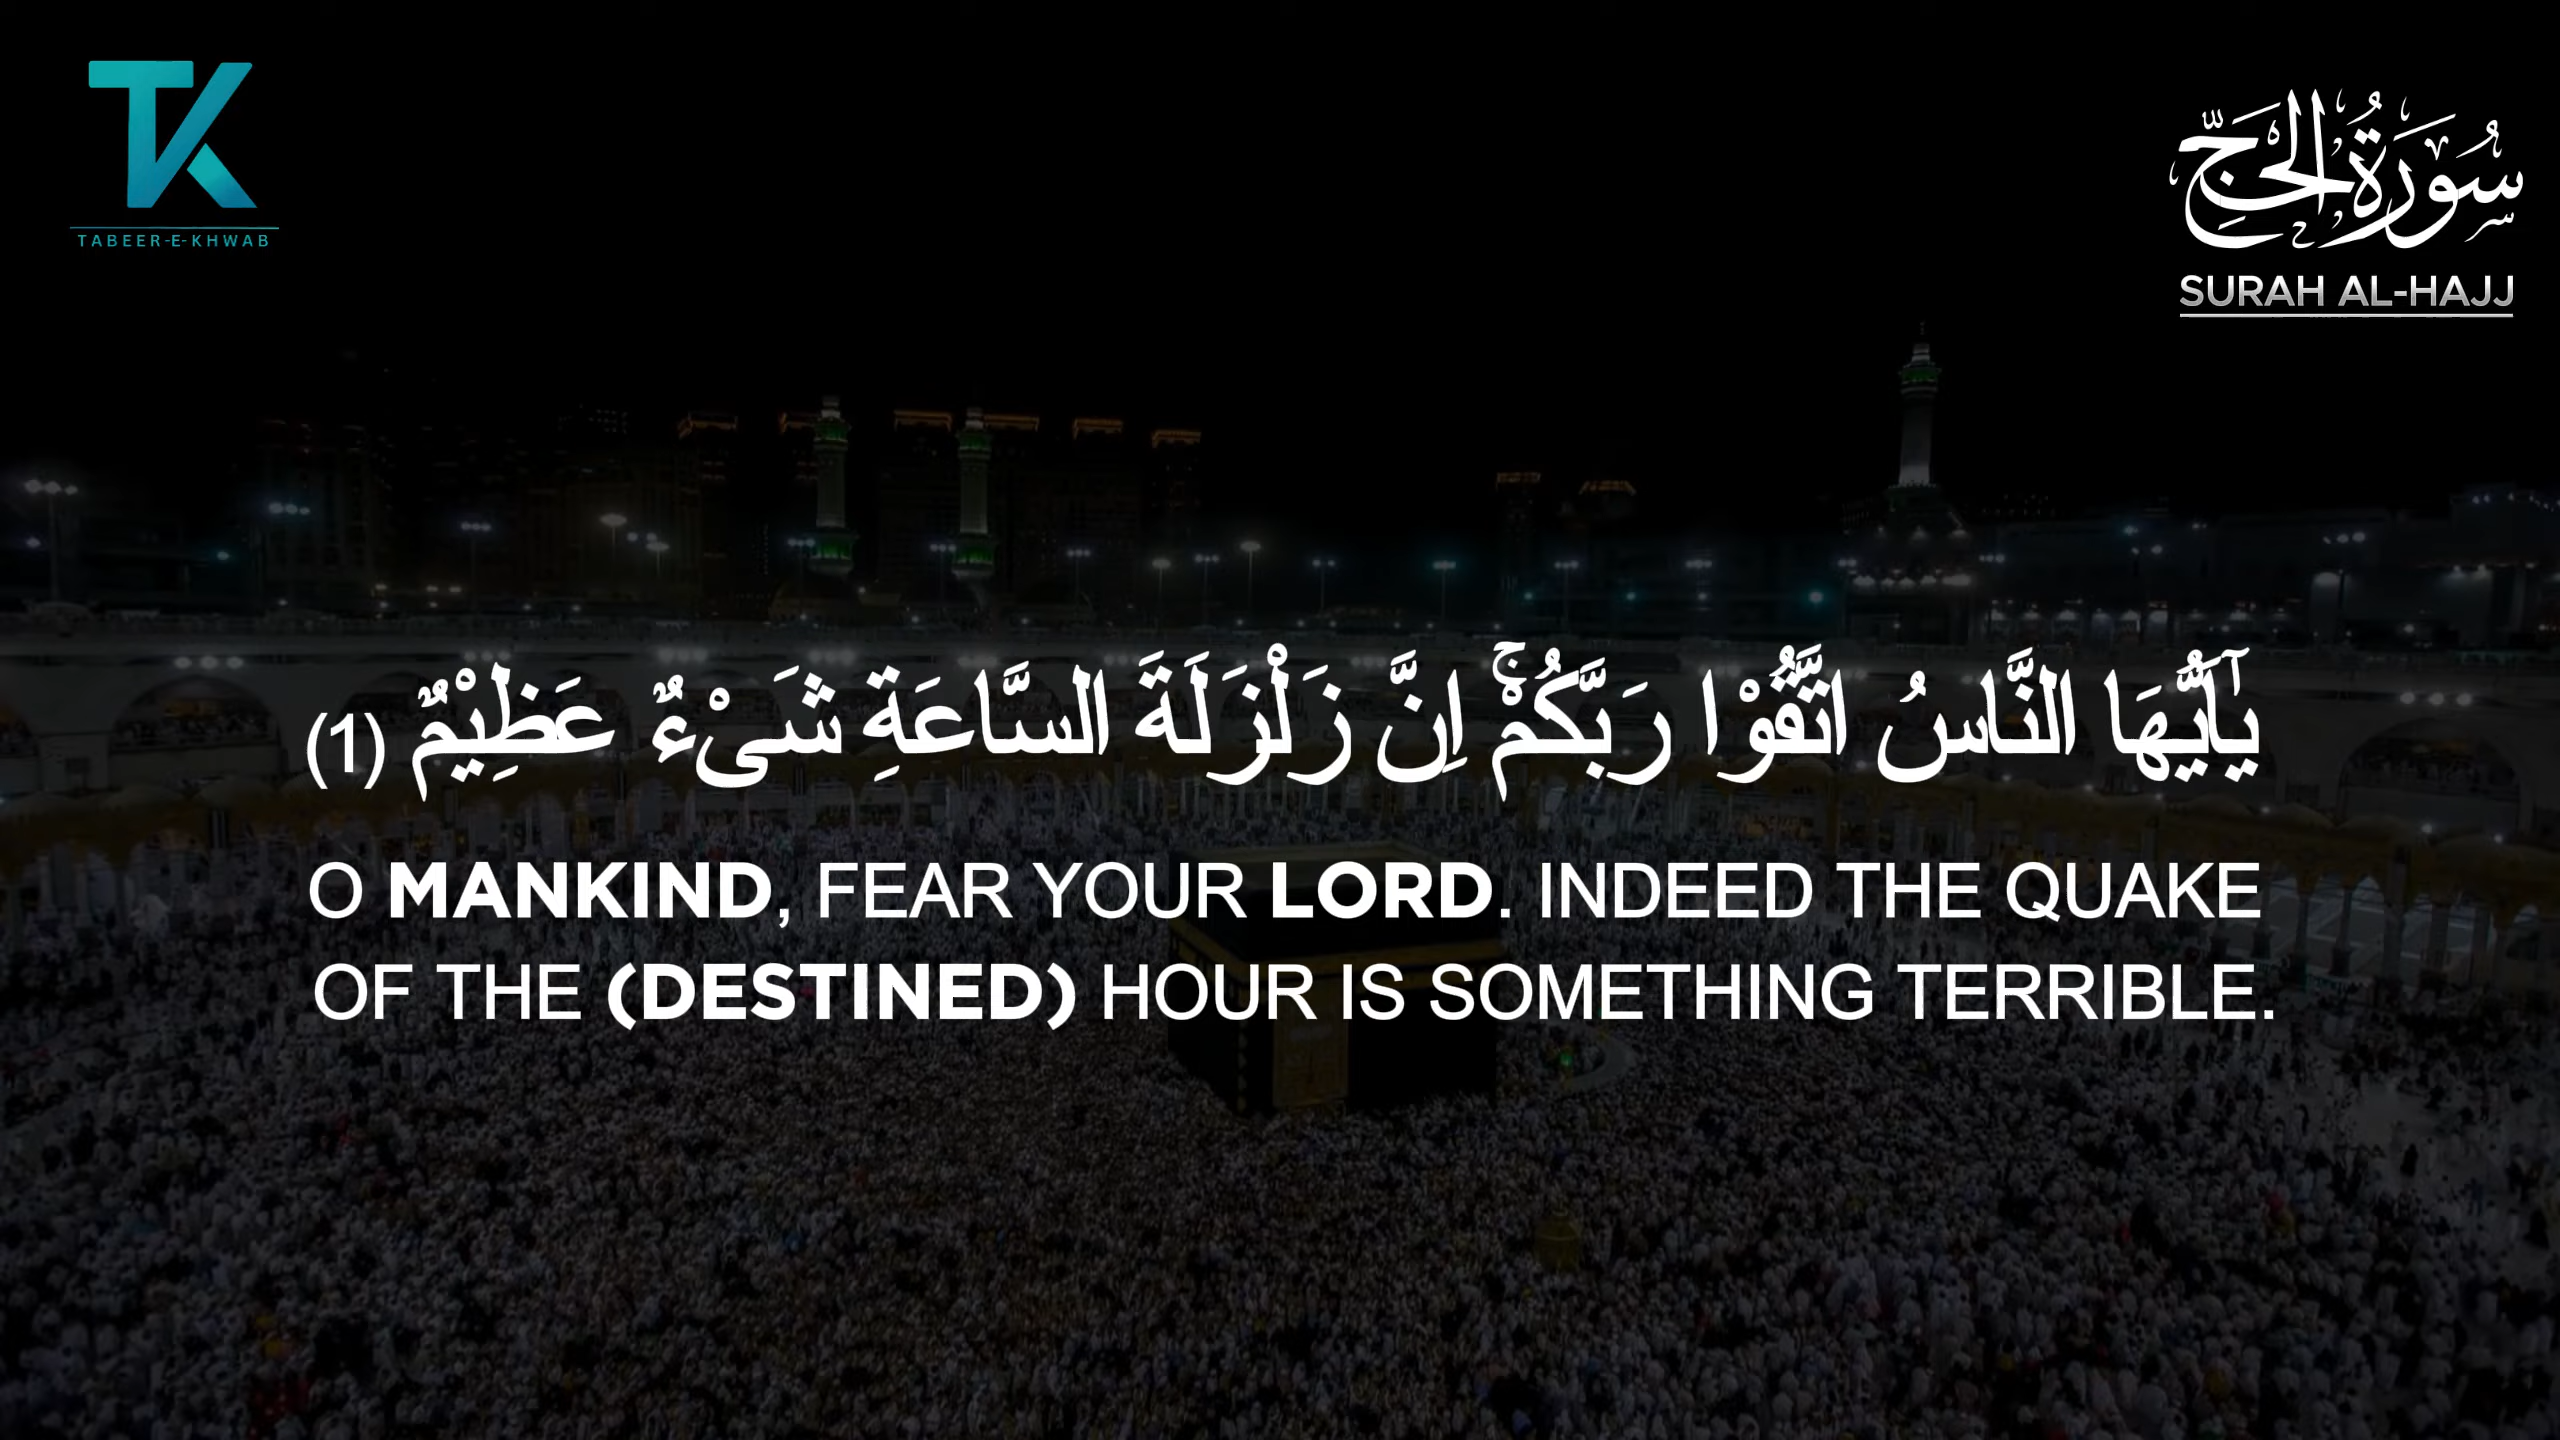 TK
TABEER-E-KHWAB
سُورَةُ الحَجِّ
SURAH AL-HAJJ
يٰۤاَيُّهَا النَّاسُ اتَّقُوْا رَبَّكُمْۚ اِنَّ زَلْزَلَةَ السَّاعَةِ شَىْءٌ عَظِيْمٌ (1)
O MANKIND, FEAR YOUR LORD. INDEED THE QUAKE
OF THE (DESTINED) HOUR IS SOMETHING TERRIBLE.